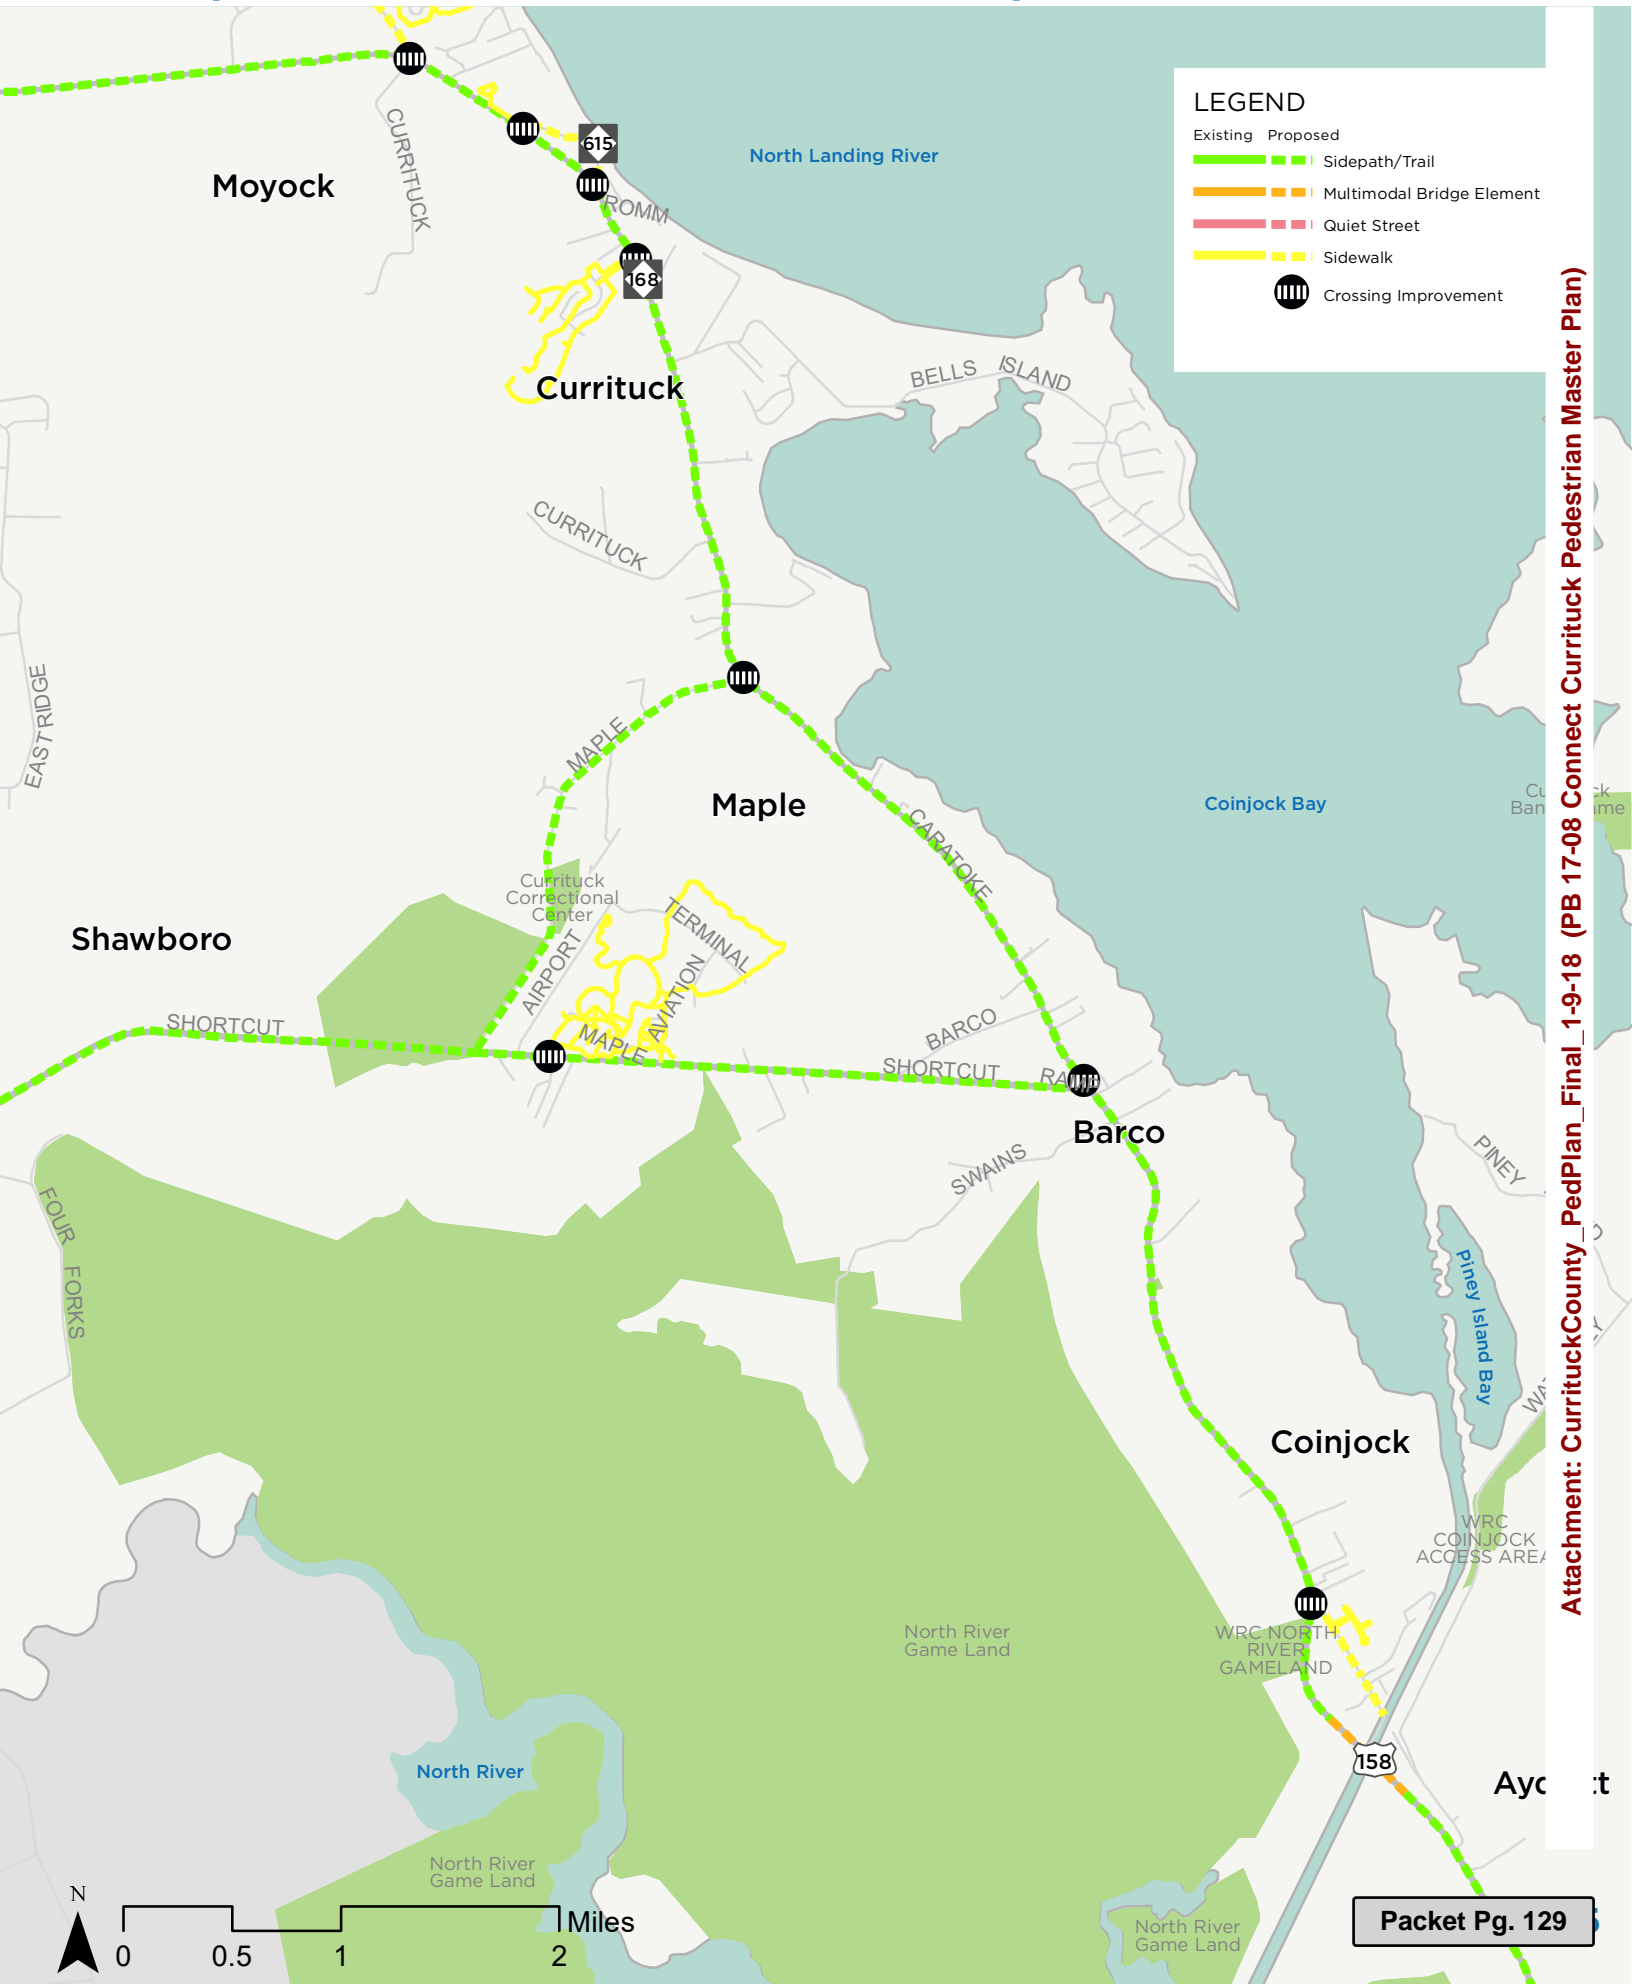 LEGEND
Existing Proposed
Sidepath/Trail
Multimodal Bridge Element
Quiet Street
Sidewalk
Crossing Improvement
North Landing River
615
CURRITUCK
Moyock
ROMM
168
Currituck
BELLS ISLAND
CURRITUCK
EASTRIDGE
MAPLE
Maple
Coinjock Bay
CARATOKE
Currituck
Correctional
Center
TERMINAL
Shawboro
AIRPORT
AVIATION
SHORTCUT
MAPLE
BARCO
SHORTCUT
RAMP
Barco
SWAINS
PINEY
FOUR FORKS
Piney Island Bay
Coinjock
WRC
COINJOCK
ACCESS AREA
North River
Game Land
WRC NORTH
RIVER
GAMELAND
158
North River
North River
Game Land
North River
Game Land
N
0 0.5 1 2 Miles
Packet Pg. 129
Attachment: CurrituckCounty_PedPlan_Final_1-9-18 (PB 17-08 Connect Currituck Pedestrian Master Plan)